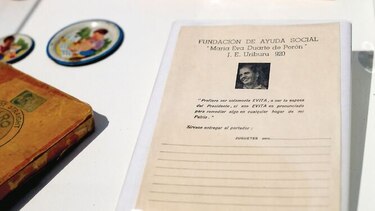 FUNDACION DE AYUDA SOCIAL
"Maria Eva Duarte de Perón"
J. E. Uriburu 920
"Prefiero ser solamente EVITA, a ser la esposa
del Presidente, si ese EVITA es pronunciado
para remediar algo en cualquier hogar de mi
Patria".
Sírvase entregar al portador:
JUGUETES para: